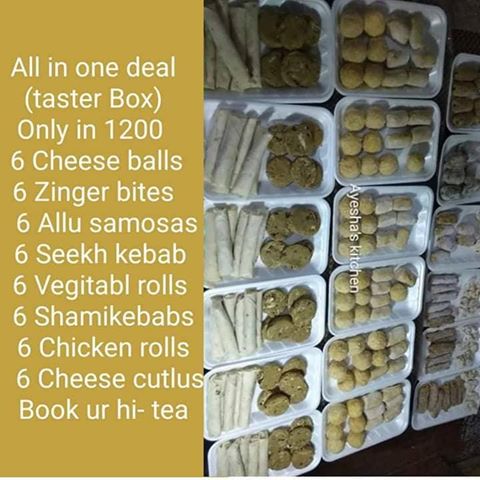 All in one deal
(taster Box)
Only in 1200
6 Cheese balls
6 Zinger bites
6 Allu samosas
6 Seekh kebab
6 Vegitabl rolls
6 Shamikebabs
6 Chicken rolls
6 Cheese cutlus
Book ur hi- tea
Ayesha's kitchen